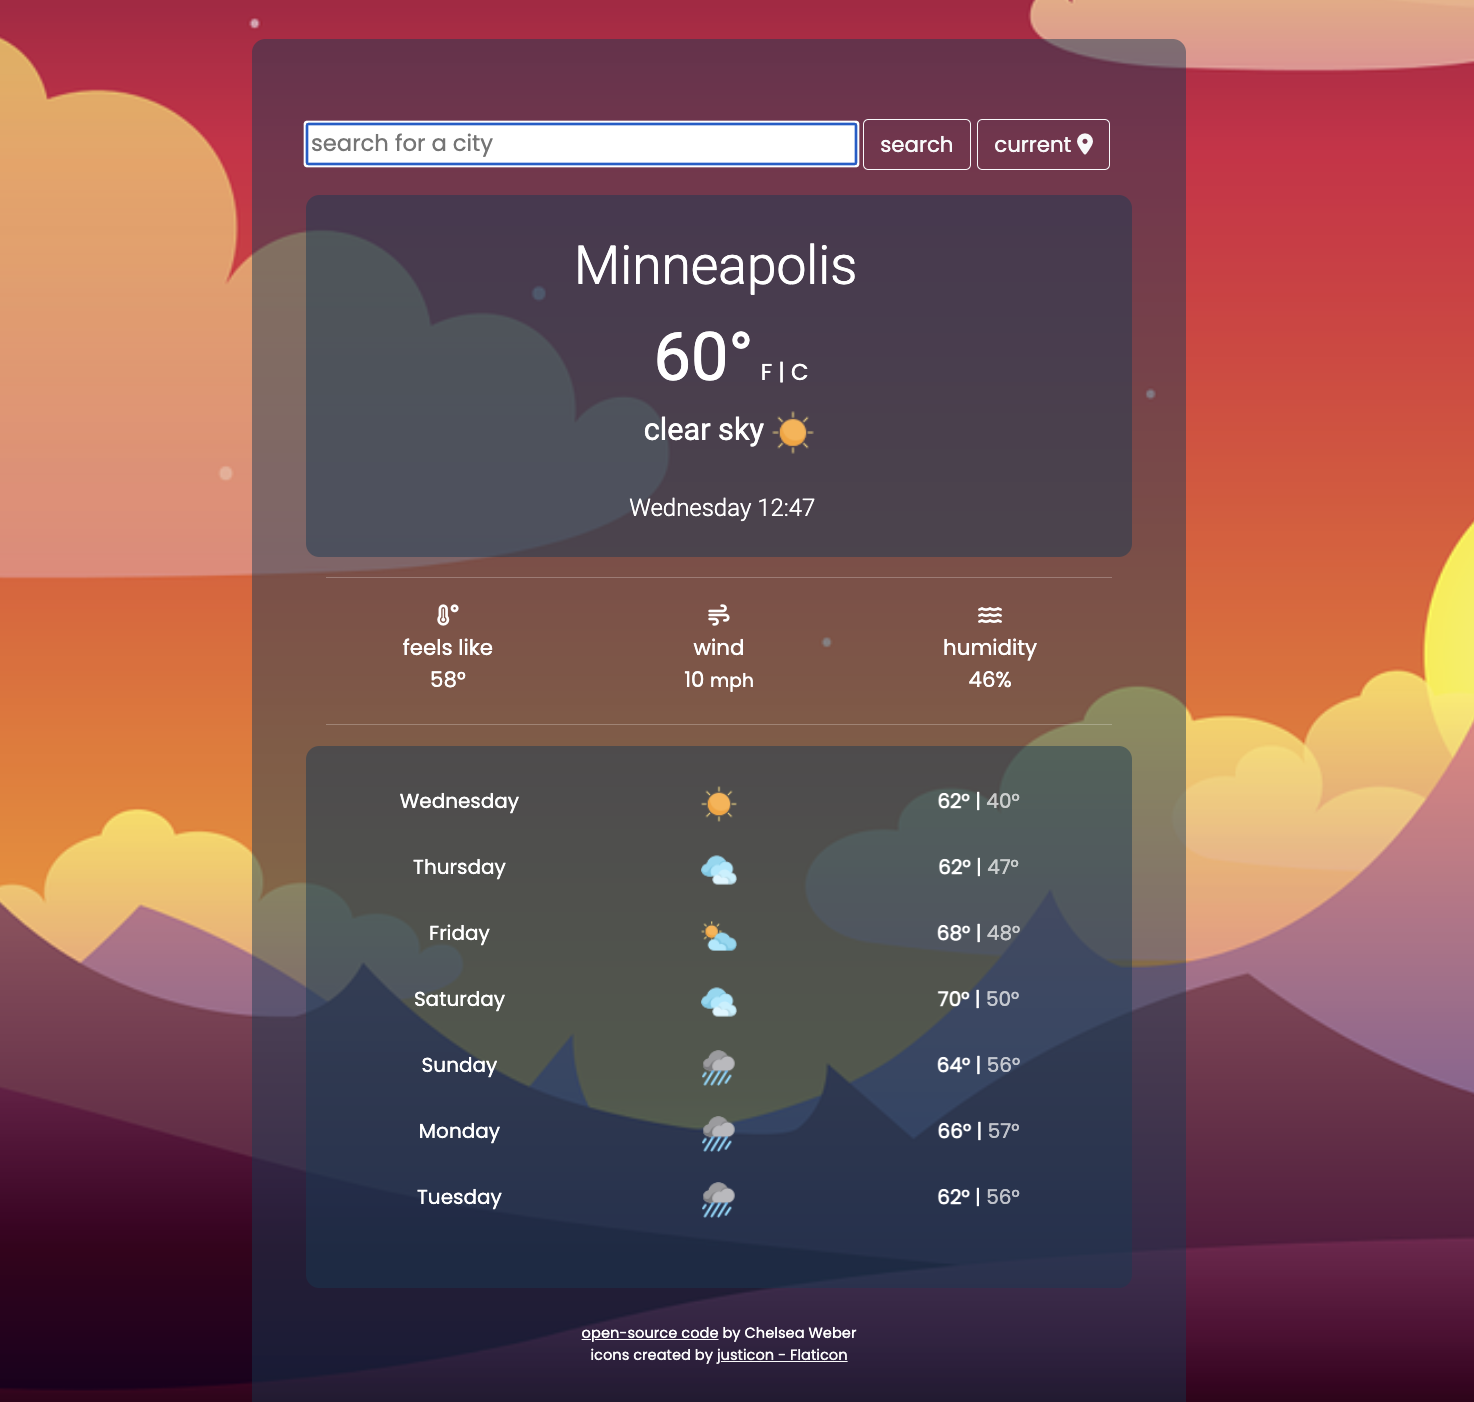 search for a city search current
Minneapolis
60° F | C
clear sky
Wednesday 12:47
feels like wind humidity
58° 10 mph 46%
Wednesday 62° | 40°
Thursday 62° | 47°
Friday 68° | 48°
Saturday 70° | 50°
Sunday 64° | 56°
Monday 66° | 57°
Tuesday 62° | 56°
open-source code by Chelsea Weber
icons created by justicon - Flaticon